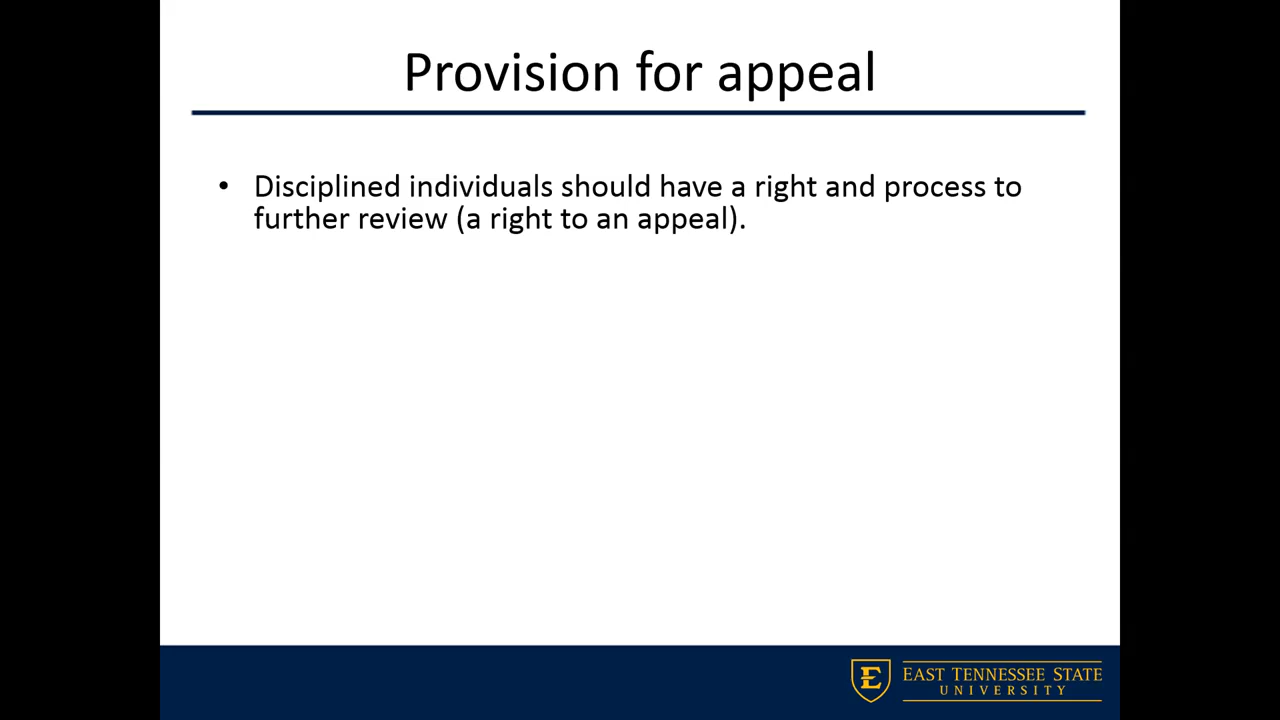 Provision for appeal
• Disciplined individuals should have a right and process to
further review (a right to an appeal).
E
EAST TENNESSEE STATE
UNIVERSITY